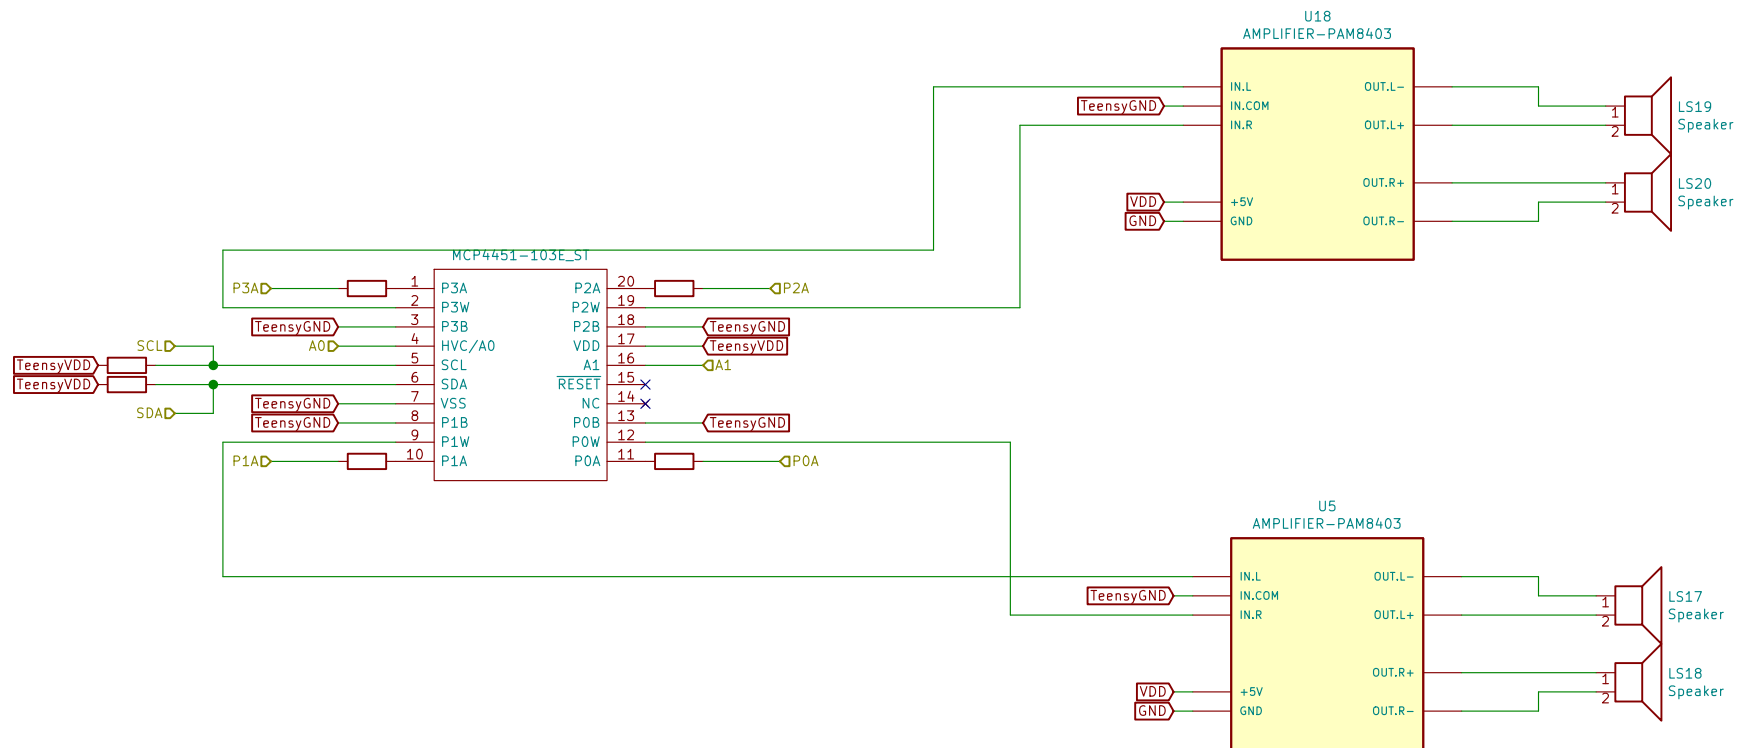 U18
AMPLIFIER-PAM8403
IN.L
OUT.L-
TeensyGND
IN.COM
1
LS19
IN.R
OUT.L+
2
Speaker
OUT.R+
1
LS20
VDD
+5V
2
Speaker
GND
GND
OUT.R-
MCP4451-103E_ST
P3A
1
P3A
P2A
20
P2A
2
P3W
P2W
19
TeensyGND
3
P3B
P2B
18
TeensyGND
SCL
A0
4
HVC/A0
VDD
17
TeensyVDD
TeensyVDD
5
SCL
A1
16
A1
TeensyVDD
6
SDA
RESET
15
TeensyGND
7
VSS
NC
14
SDA
TeensyGND
8
P1B
P0B
13
TeensyGND
9
P1W
P0W
12
P1A
10
P1A
P0A
11
P0A
U5
AMPLIFIER-PAM8403
IN.L
OUT.L-
TeensyGND
IN.COM
1
LS17
IN.R
OUT.L+
2
Speaker
OUT.R+
1
LS18
VDD
+5V
2
Speaker
GND
GND
OUT.R-